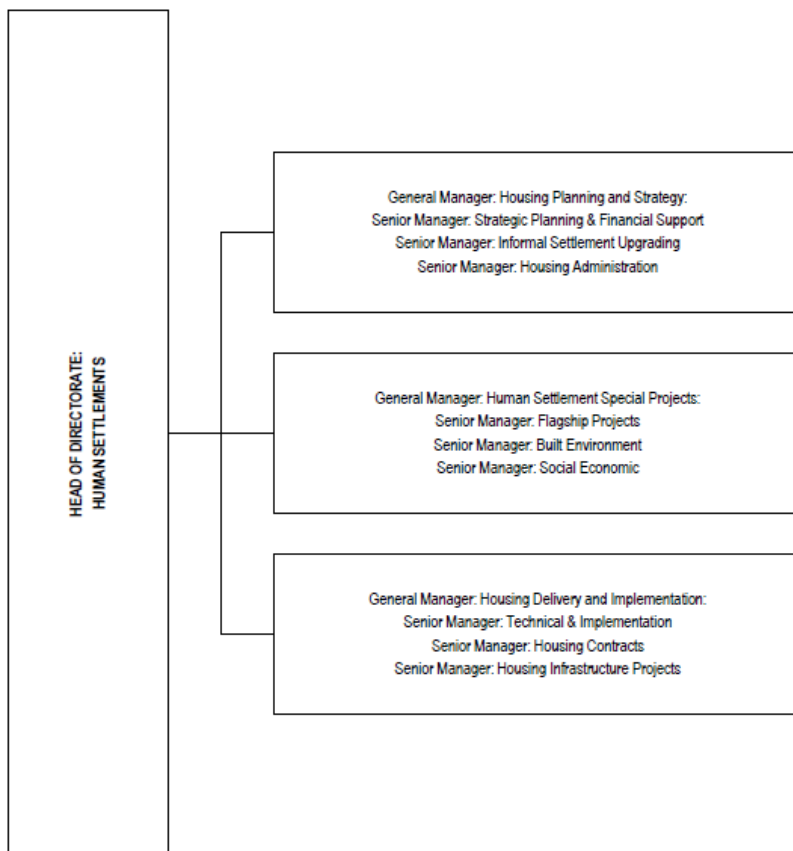 HEAD OF DIRECTORATE:
HUMAN SETTLEMENTS
General Manager: Housing Planning and Strategy:
Senior Manager: Strategic Planning & Financial Support
Senior Manager: Informal Settlement Upgrading
Senior Manager: Housing Administration
General Manager: Human Settlement Special Projects:
Senior Manager: Flagship Projects
Senior Manager: Built Environment
Senior Manager: Social Economic
General Manager: Housing Delivery and Implementation:
Senior Manager: Technical & Implementation
Senior Manager: Housing Contracts
Senior Manager: Housing Infrastructure Projects